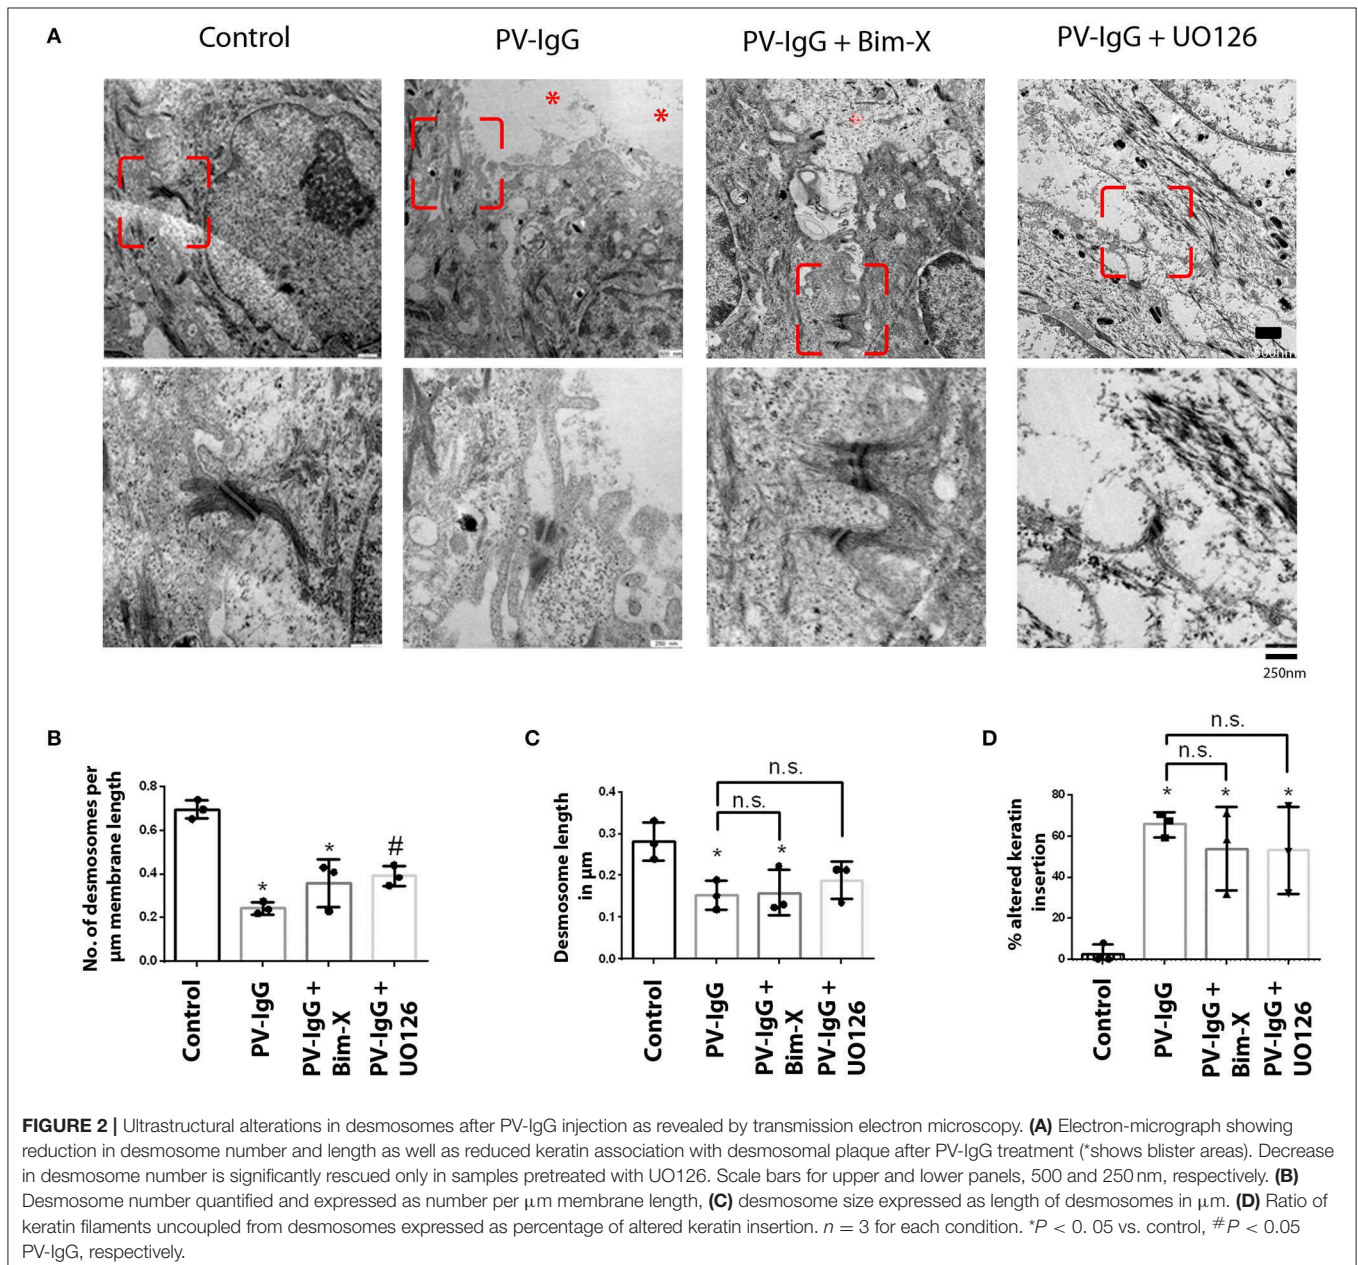 A
Control
PV-IgG
PV-IgG + Bim-X
PV-IgG + UO126
* *
500 nm
250 nm
250nm
B
No. of desmosomes per
μm membrane length
0.8
0.6
0.4
0.2
0.0
*
*
#
Control
PV-IgG
PV-IgG +
Bim-X
PV-IgG +
UO126
C
Desmosome length
in μm
0.4
0.3
0.2
0.1
0.0
n.s.
n.s.
* *
Control
PV-IgG
PV-IgG +
Bim-X
PV-IgG +
UO126
D
% altered keratin
insertion
80
60
40
20
0
n.s.
n.s.
* * *
Control
PV-IgG
PV-IgG +
Bim-X
PV-IgG +
UO126
FIGURE 2 | Ultrastructural alterations in desmosomes after PV-IgG injection as revealed by transmission electron microscopy. (A) Electron-micrograph showing
reduction in desmosome number and length as well as reduced keratin association with desmosomal plaque after PV-IgG treatment (*shows blister areas). Decrease
in desmosome number is significantly rescued only in samples pretreated with UO126. Scale bars for upper and lower panels, 500 and 250 nm, respectively. (B)
Desmosome number quantified and expressed as number per μm membrane length, (C) desmosome size expressed as length of desmosomes in μm. (D) Ratio of
keratin filaments uncoupled from desmosomes expressed as percentage of altered keratin insertion. n = 3 for each condition. *P < 0. 05 vs. control, #P < 0.05
PV-IgG, respectively.